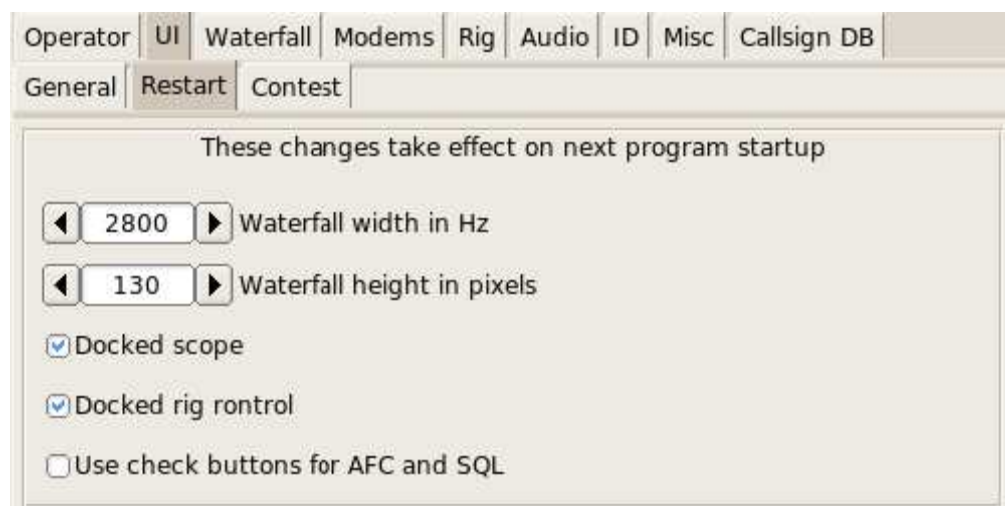 Operator UI Waterfall Modems Rig Audio ID Misc Callsign DB
General Restart Contest
These changes take effect on next program startup
2800 Waterfall width in Hz
130 Waterfall height in pixels
Docked scope
Docked rig rontrol
Use check buttons for AFC and SQL